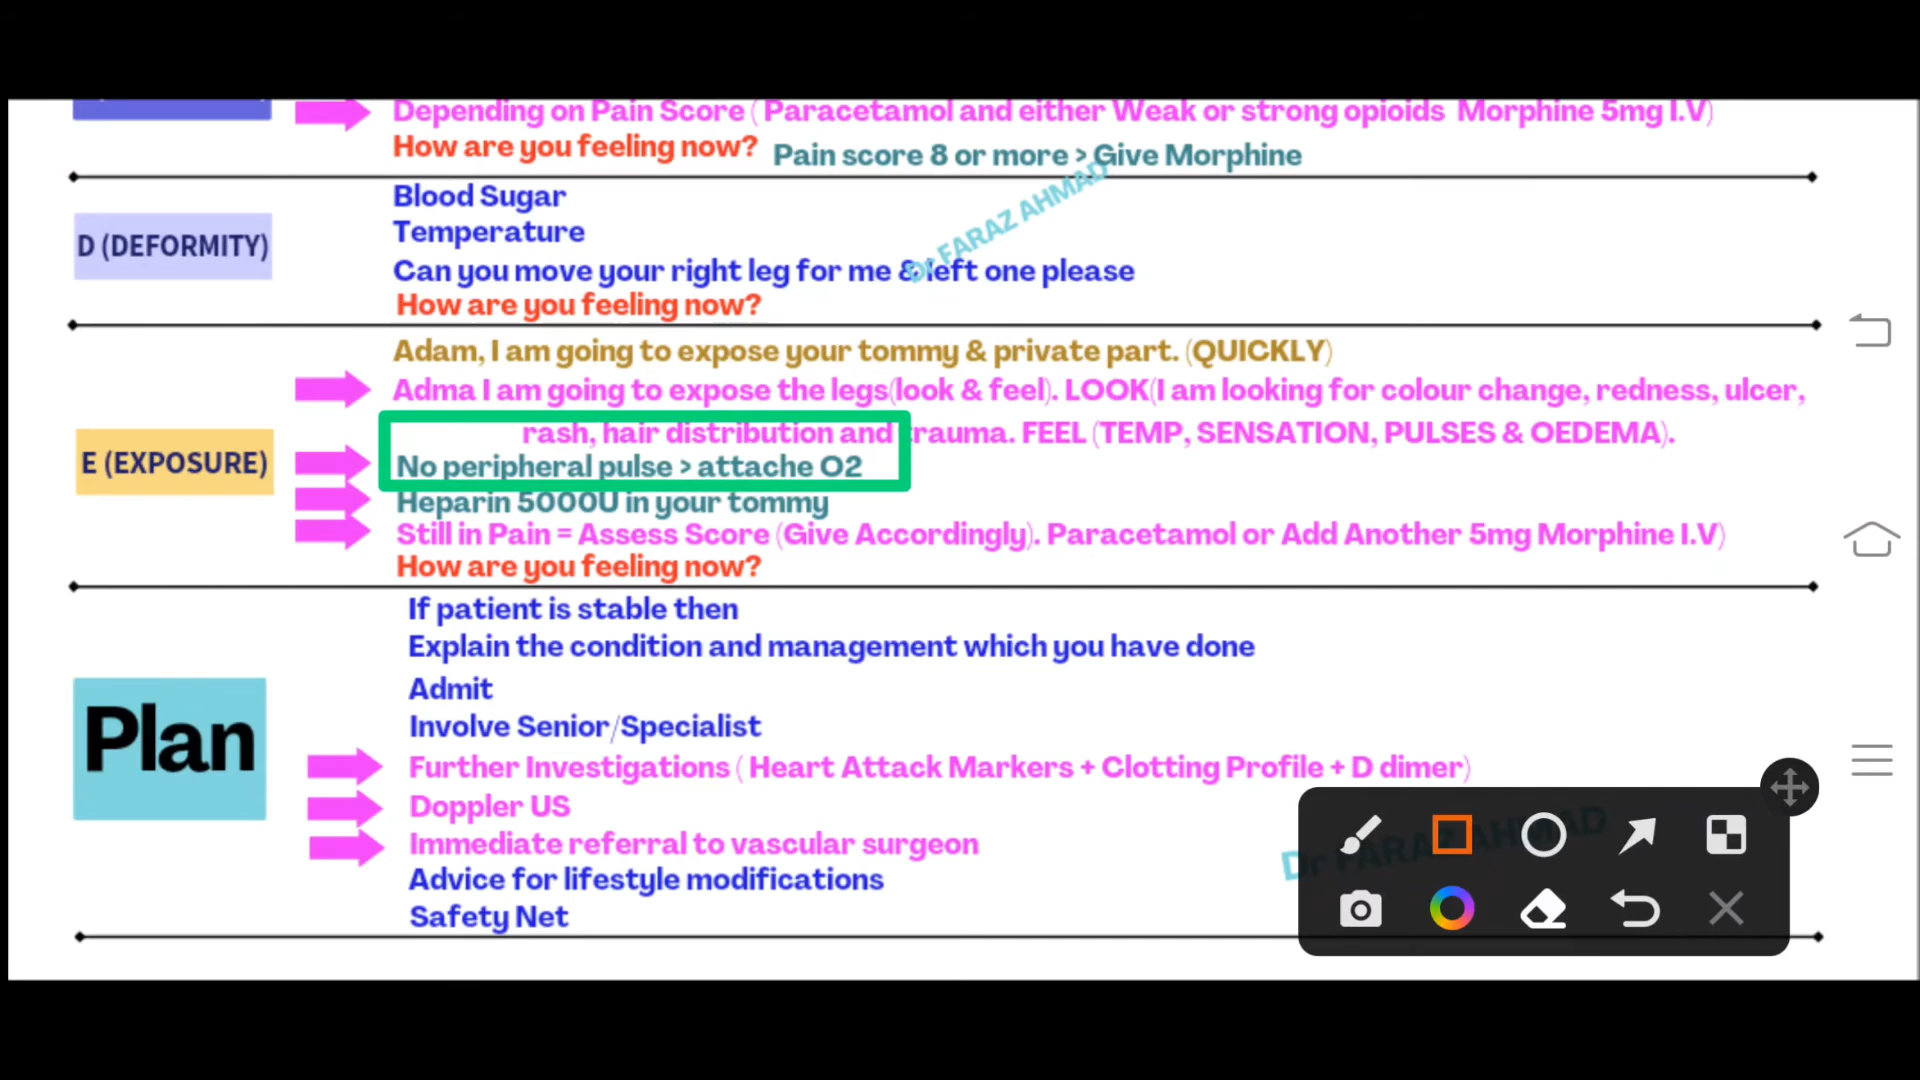 Depending on Pain Score ( Paracetamol and either Weak or strong opioids Morphine 5mg I.V)
How are you feeling now?
Pain score 8 or more > Give Morphine
Blood Sugar
Temperature
D (DEFORMITY)
Can you move your right leg for me & left one please
How are you feeling now?
Dr FARAZ AHMAD
Adam, I am going to expose your tommy & private part. (QUICKLY)
Adma I am going to expose the legs(look & feel). LOOK(I am looking for colour change, redness, ulcer,
rash, hair distribution and trauma. FEEL (TEMP, SENSATION, PULSES & OEDEMA).
E (EXPOSURE)
No peripheral pulse > attache O2
Heparin 5000U in your tommy
Still in Pain = Assess Score (Give Accordingly). Paracetamol or Add Another 5mg Morphine I.V)
How are you feeling now?
If patient is stable then
Explain the condition and management which you have done
Admit
Plan
Involve Senior/Specialist
Further Investigations ( Heart Attack Markers + Clotting Profile + D dimer)
Doppler US
Immediate referral to vascular surgeon
Advice for lifestyle modifications
Safety Net
Dr FARAZ AHMAD